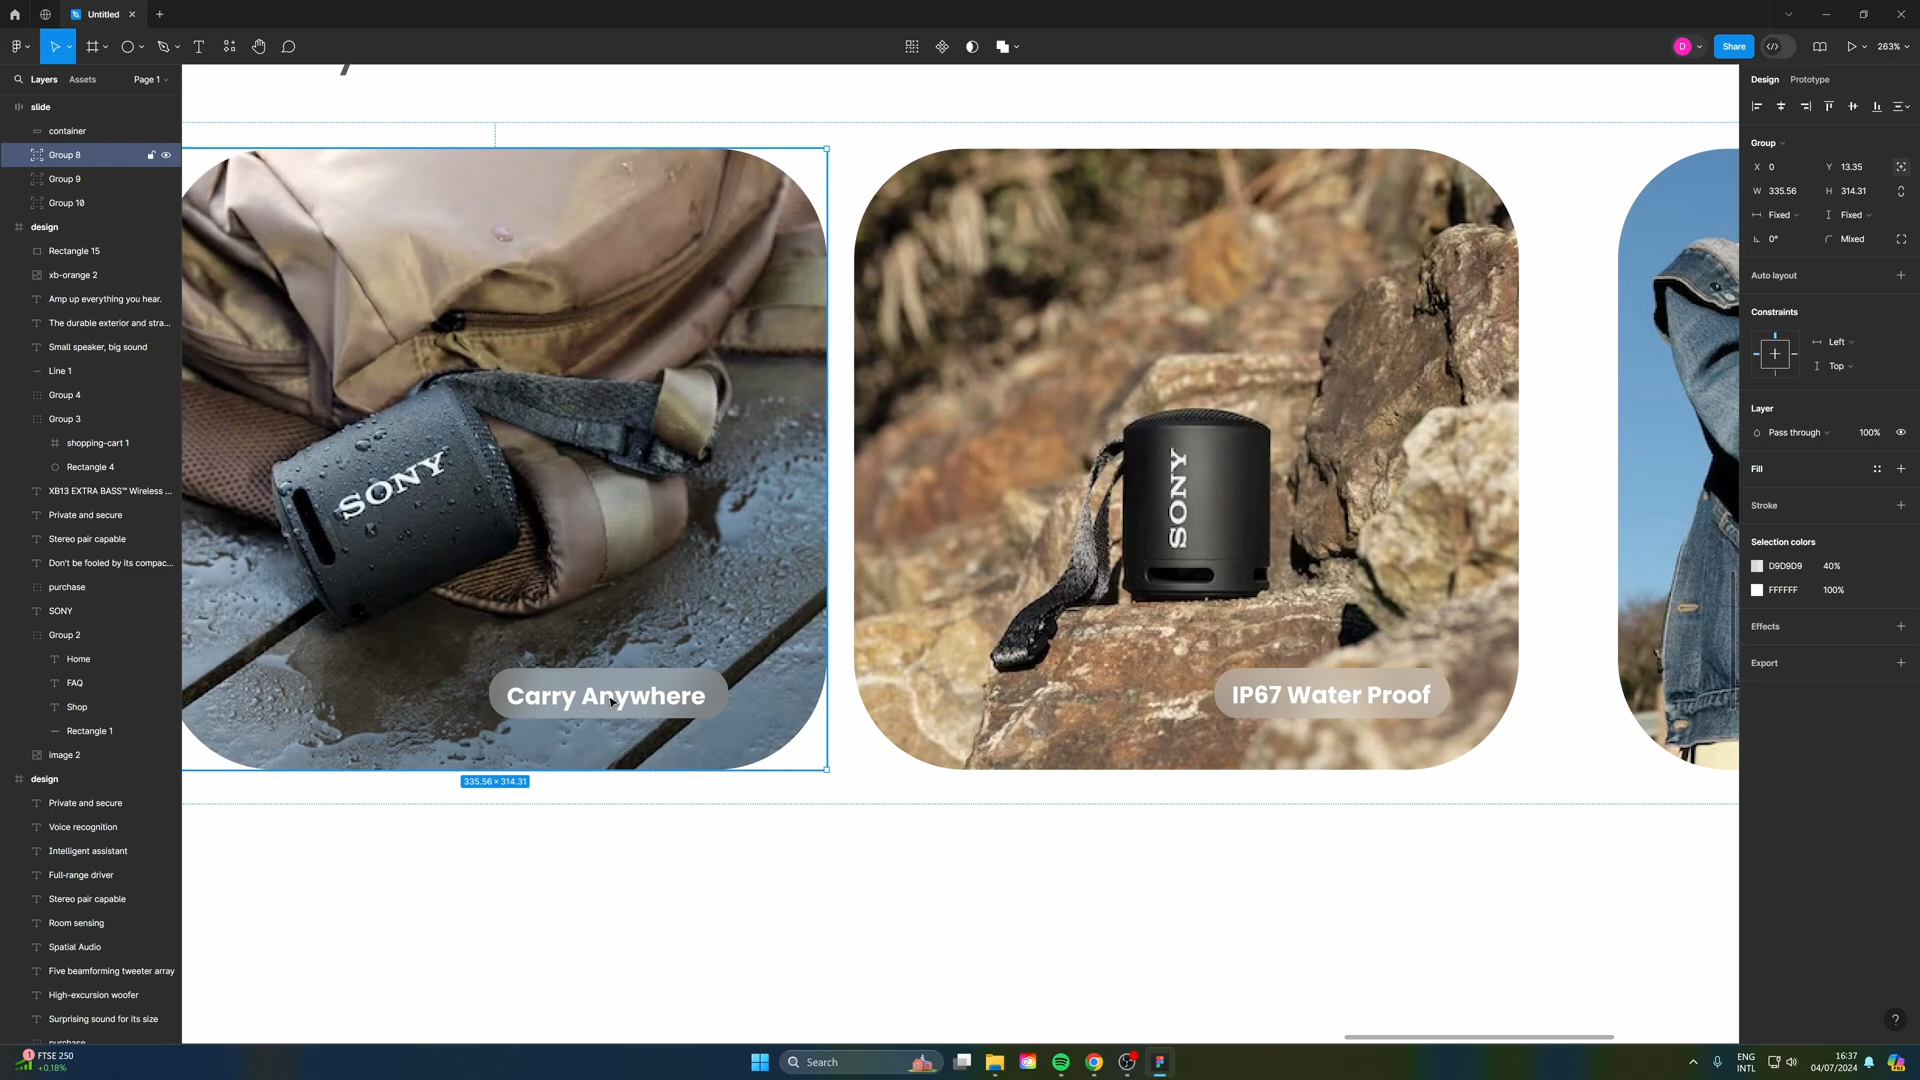 Untitled
Share
263%
Layers
Assets
Page 1
slide
container
Group 8
Group 9
Group 10
design
Rectangle 15
xb-orange 2
Amp up everything you hear.
The durable exterior and stra...
Small speaker, big sound
Line 1
Group 4
Group 3
shopping-cart 1
Rectangle 4
XB13 EXTRA BASS™ Wireless ...
Private and secure
Stereo pair capable
Don't be fooled by its compac...
purchase
SONY
Group 2
Home
FAQ
Shop
Rectangle 1
image 2
design
Private and secure
Voice recognition
Intelligent assistant
Full-range driver
Stereo pair capable
Room sensing
Spatial Audio
Five beamforming tweeter array
High-excursion woofer
Surprising sound for its size
purchase
SONY
Carry Anywhere
335.56 × 314.31
SONY
IP67 Water Proof
Design
Prototype
Group
X 0
Y 13.35
W 335.56
H 314.31
Fixed
Fixed
0°
Mixed
Auto layout
Constraints
Left
Top
Layer
Pass through
100%
Fill
Stroke
Selection colors
D9D9D9 40%
FFFFFF 100%
Effects
Export
?
1
FTSE 250
+0.18%
Search
ENG
INTL
16:37
04/07/2024
D